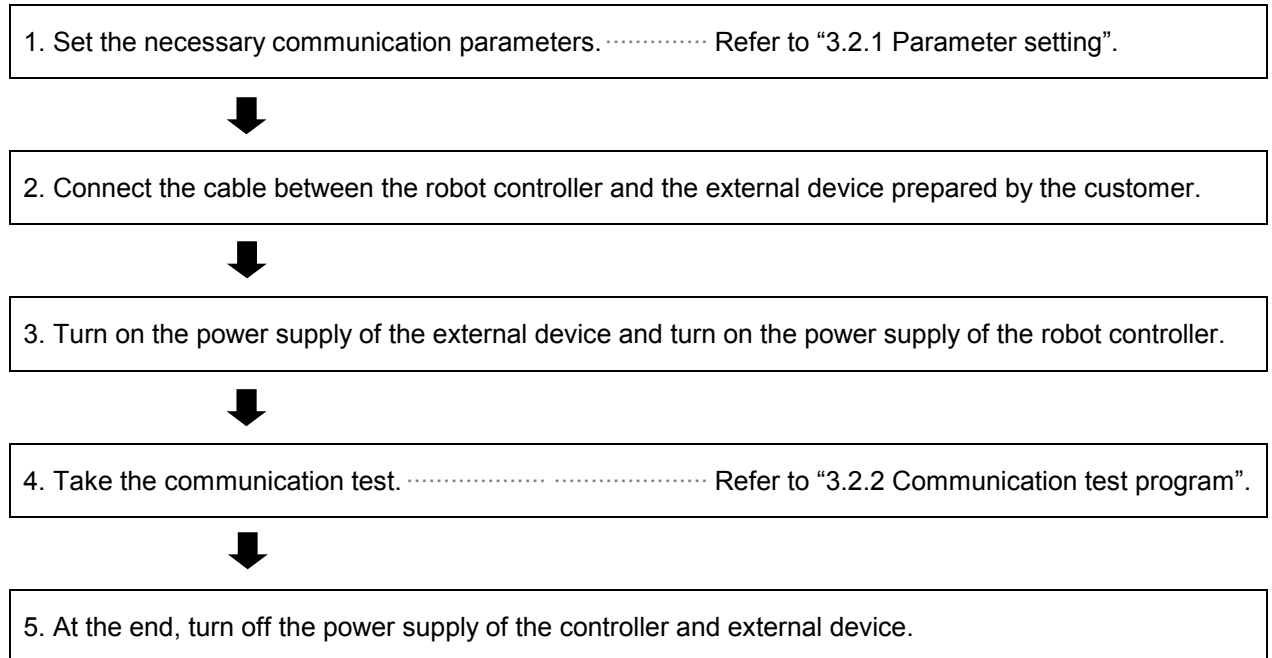 1. Set the necessary communication parameters. ·············· Refer to “3.2.1 Parameter setting”.
2. Connect the cable between the robot controller and the external device prepared by the customer.
3. Turn on the power supply of the external device and turn on the power supply of the robot controller.
4. Take the communication test. ··················· ····················· Refer to “3.2.2 Communication test program”.
5. At the end, turn off the power supply of the controller and external device.